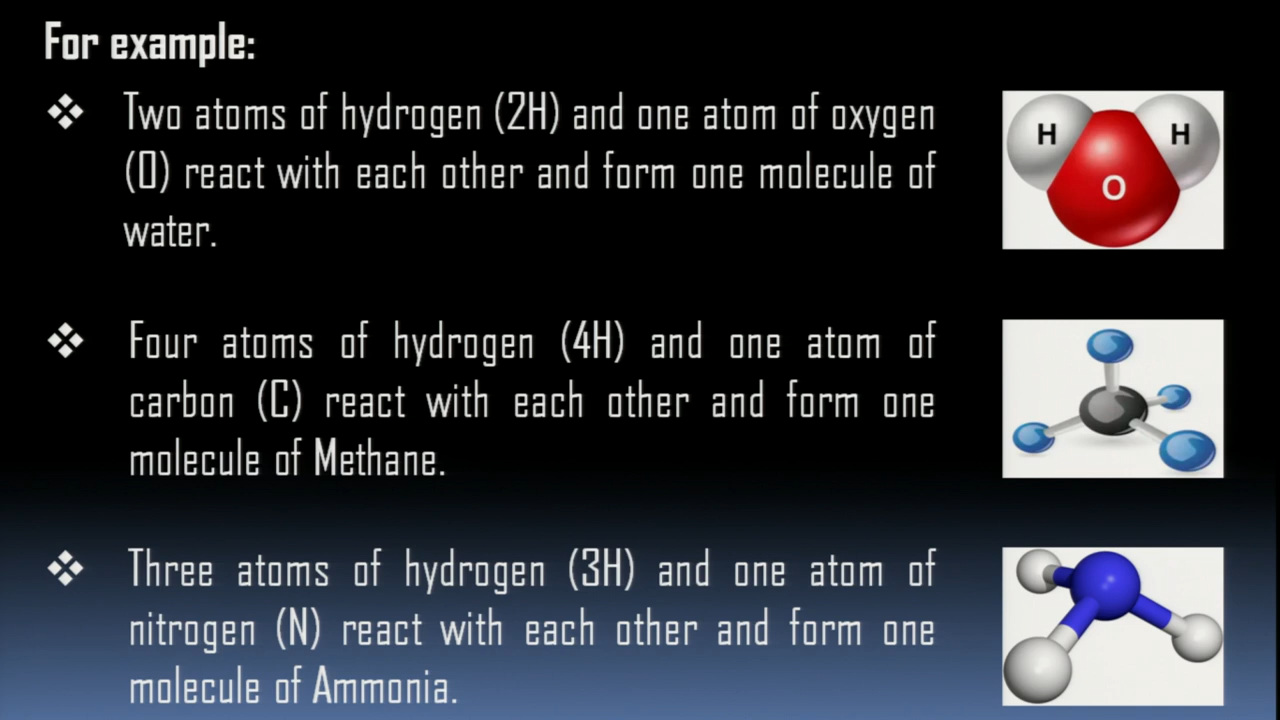 For example:
❖ Two atoms of hydrogen (2H) and one atom of oxygen
(O) react with each other and form one molecule of
water.
H H
O
❖ Four atoms of hydrogen (4H) and one atom of
carbon (C) react with each other and form one
molecule of Methane.
❖ Three atoms of hydrogen (3H) and one atom of
nitrogen (N) react with each other and form one
molecule of Ammonia.